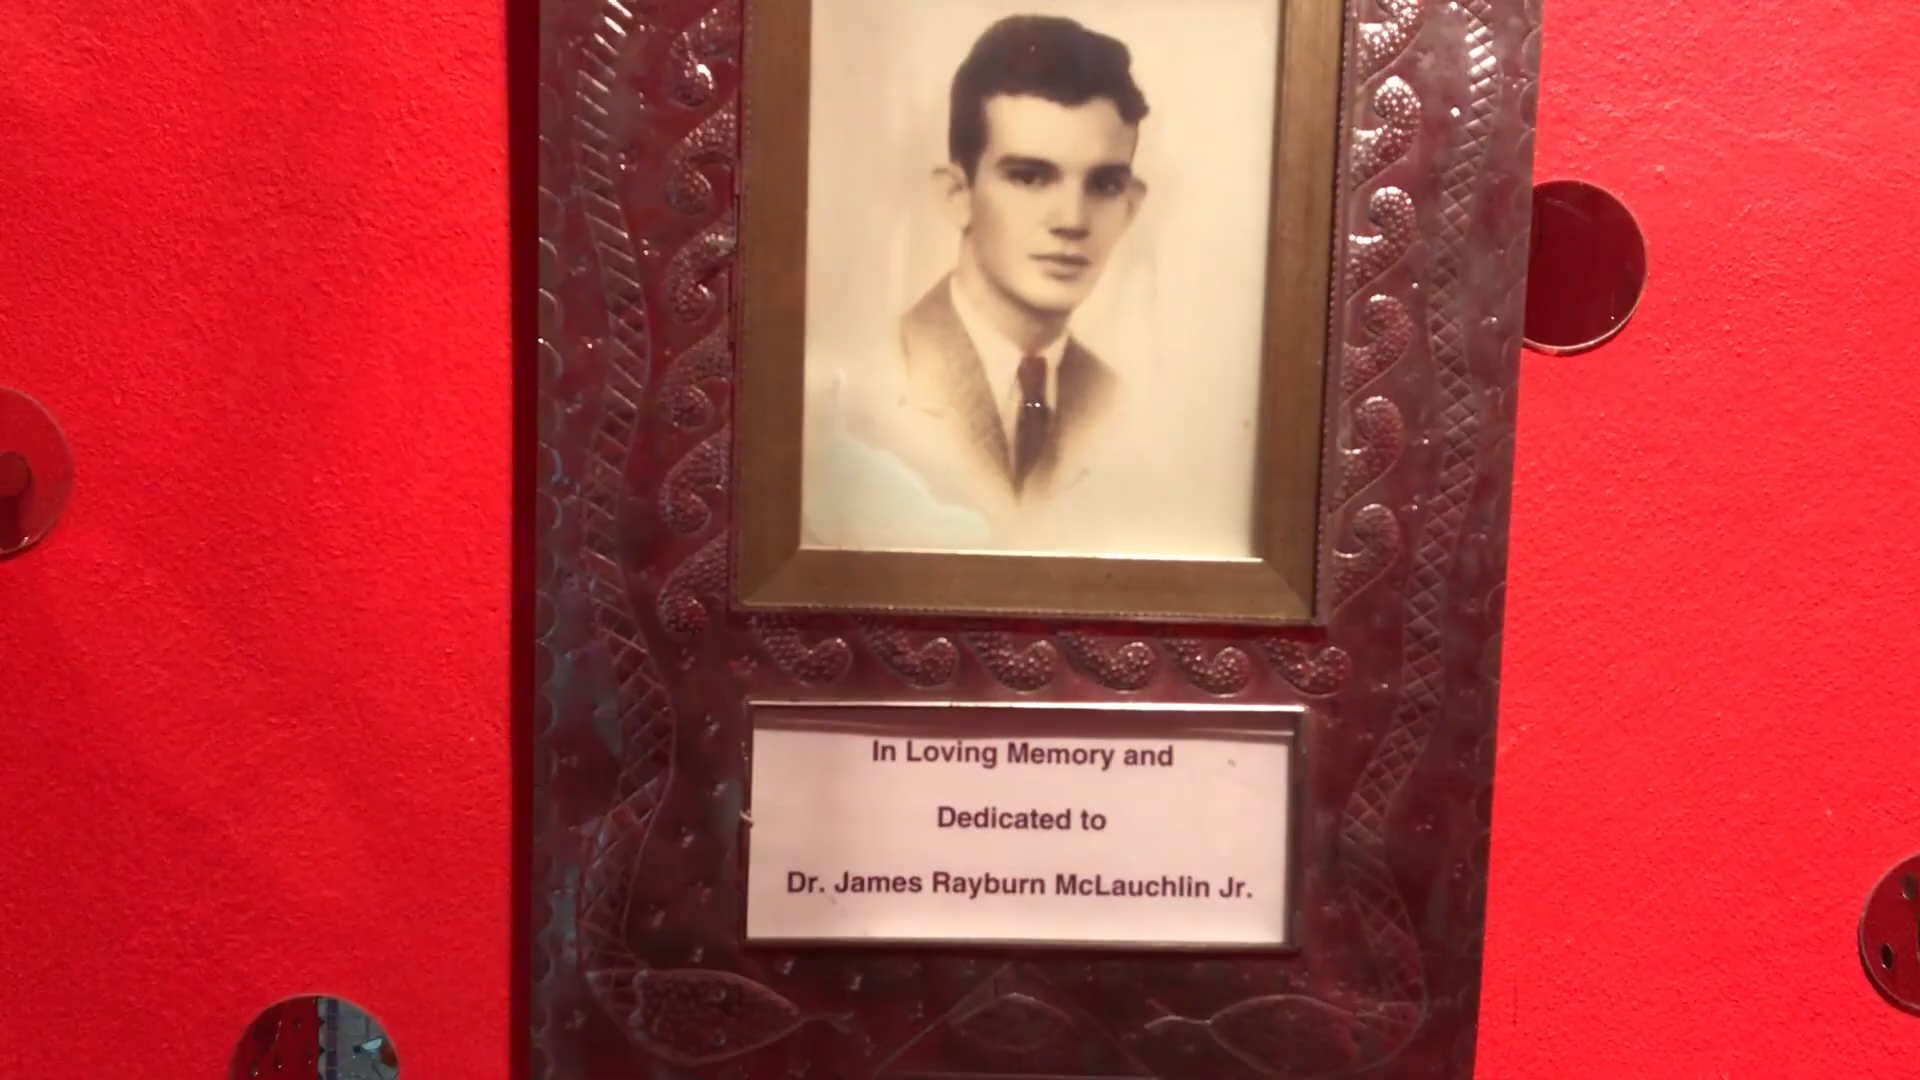 In Loving Memory and
Dedicated to
Dr. James Rayburn McLauchlin Jr.